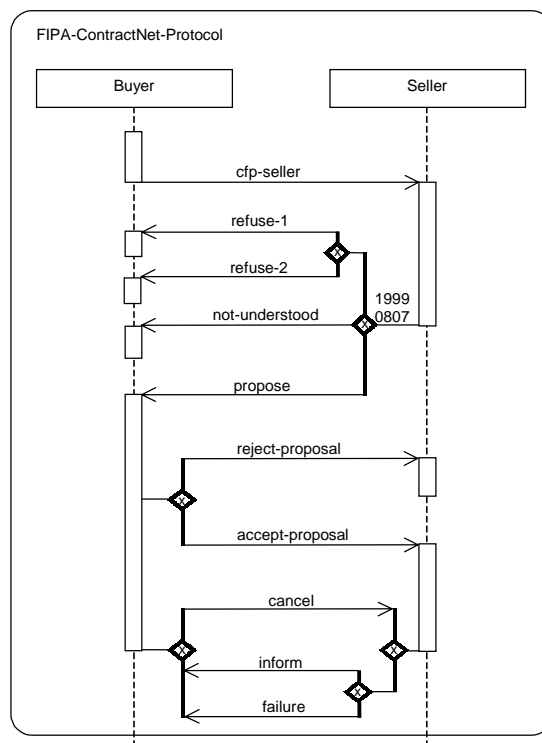 FIPA-ContractNet-Protocol
Buyer
Seller
cfp-seller
refuse-1
x
refuse-2
1999
not-understood
x
0807
propose
reject-proposal
x
accept-proposal
cancel
x
x
inform
x
failure